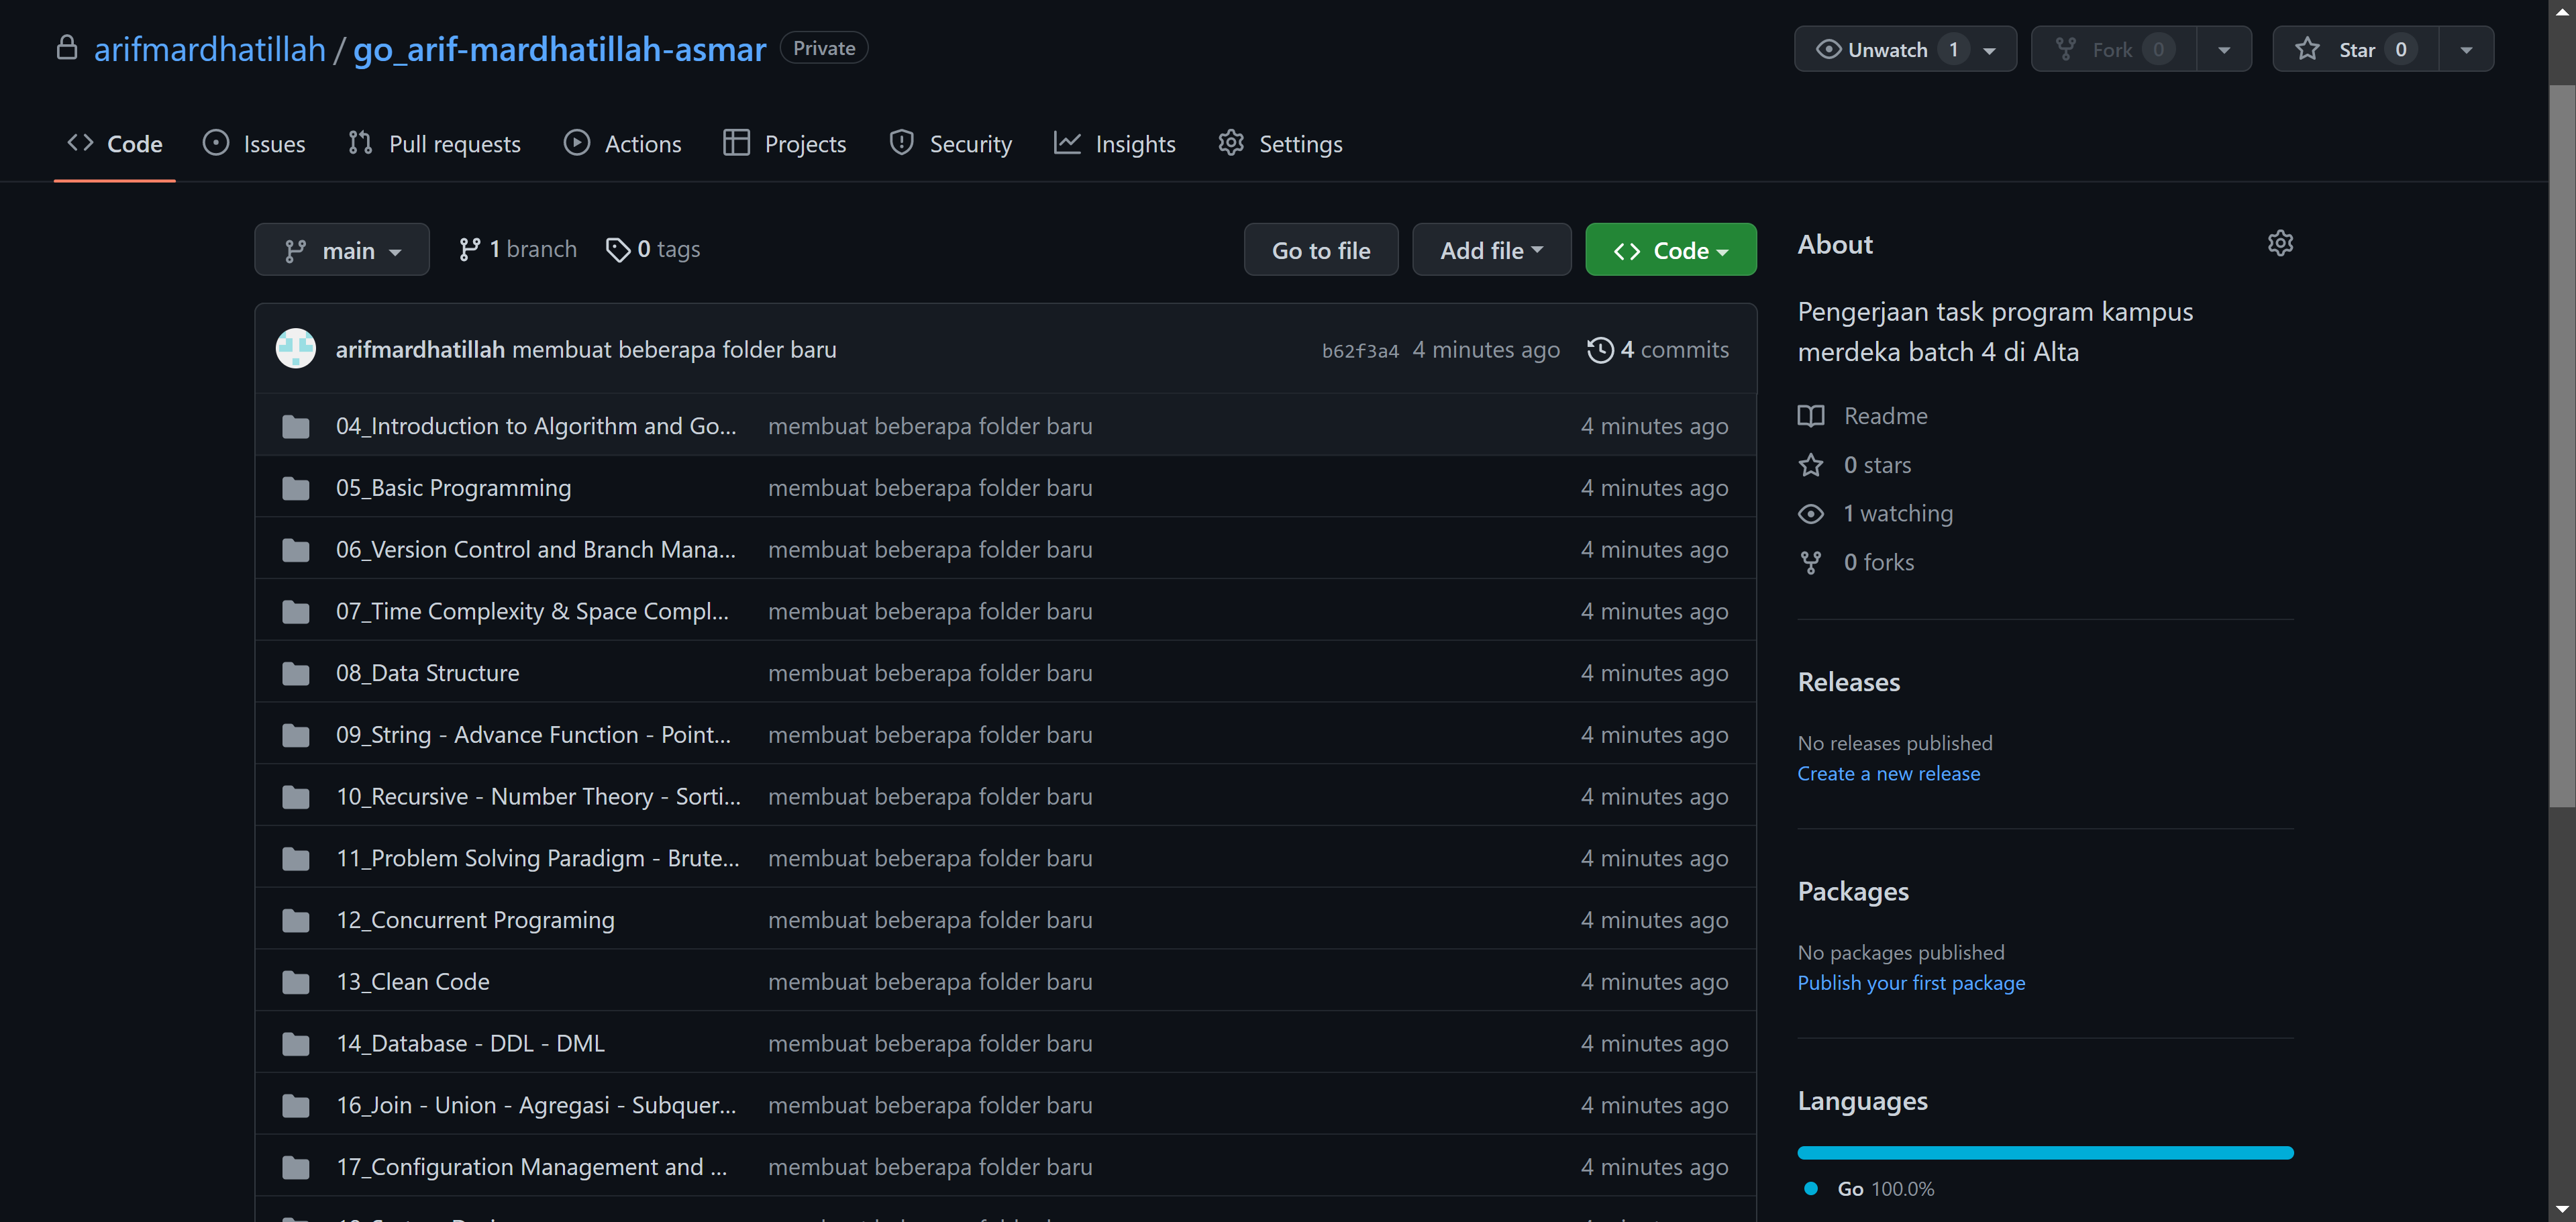 arifmardhatillah / go_arif-mardhatillah-asmar Private
Unwatch 1 Fork 0 Star 0
Code Issues Pull requests Actions Projects Security Insights Settings
main 1 branch 0 tags Go to file Add file Code
arifmardhatillah membuat beberapa folder baru b62f3a4 4 minutes ago 4 commits
04_Introduction to Algorithm and Go... membuat beberapa folder baru 4 minutes ago
05_Basic Programming membuat beberapa folder baru 4 minutes ago
06_Version Control and Branch Mana... membuat beberapa folder baru 4 minutes ago
07_Time Complexity & Space Compl... membuat beberapa folder baru 4 minutes ago
08_Data Structure membuat beberapa folder baru 4 minutes ago
09_String - Advance Function - Point... membuat beberapa folder baru 4 minutes ago
10_Recursive - Number Theory - Sorti... membuat beberapa folder baru 4 minutes ago
11_Problem Solving Paradigm - Brute... membuat beberapa folder baru 4 minutes ago
12_Concurrent Programing membuat beberapa folder baru 4 minutes ago
13_Clean Code membuat beberapa folder baru 4 minutes ago
14_Database - DDL - DML membuat beberapa folder baru 4 minutes ago
16_Join - Union - Agregasi - Subquer... membuat beberapa folder baru 4 minutes ago
17_Configuration Management and ... membuat beberapa folder baru 4 minutes ago
About
Pengerjaan task program kampus
merdeka batch 4 di Alta
Readme
0 stars
1 watching
0 forks
Releases
No releases published
Create a new release
Packages
No packages published
Publish your first package
Languages
Go 100.0%